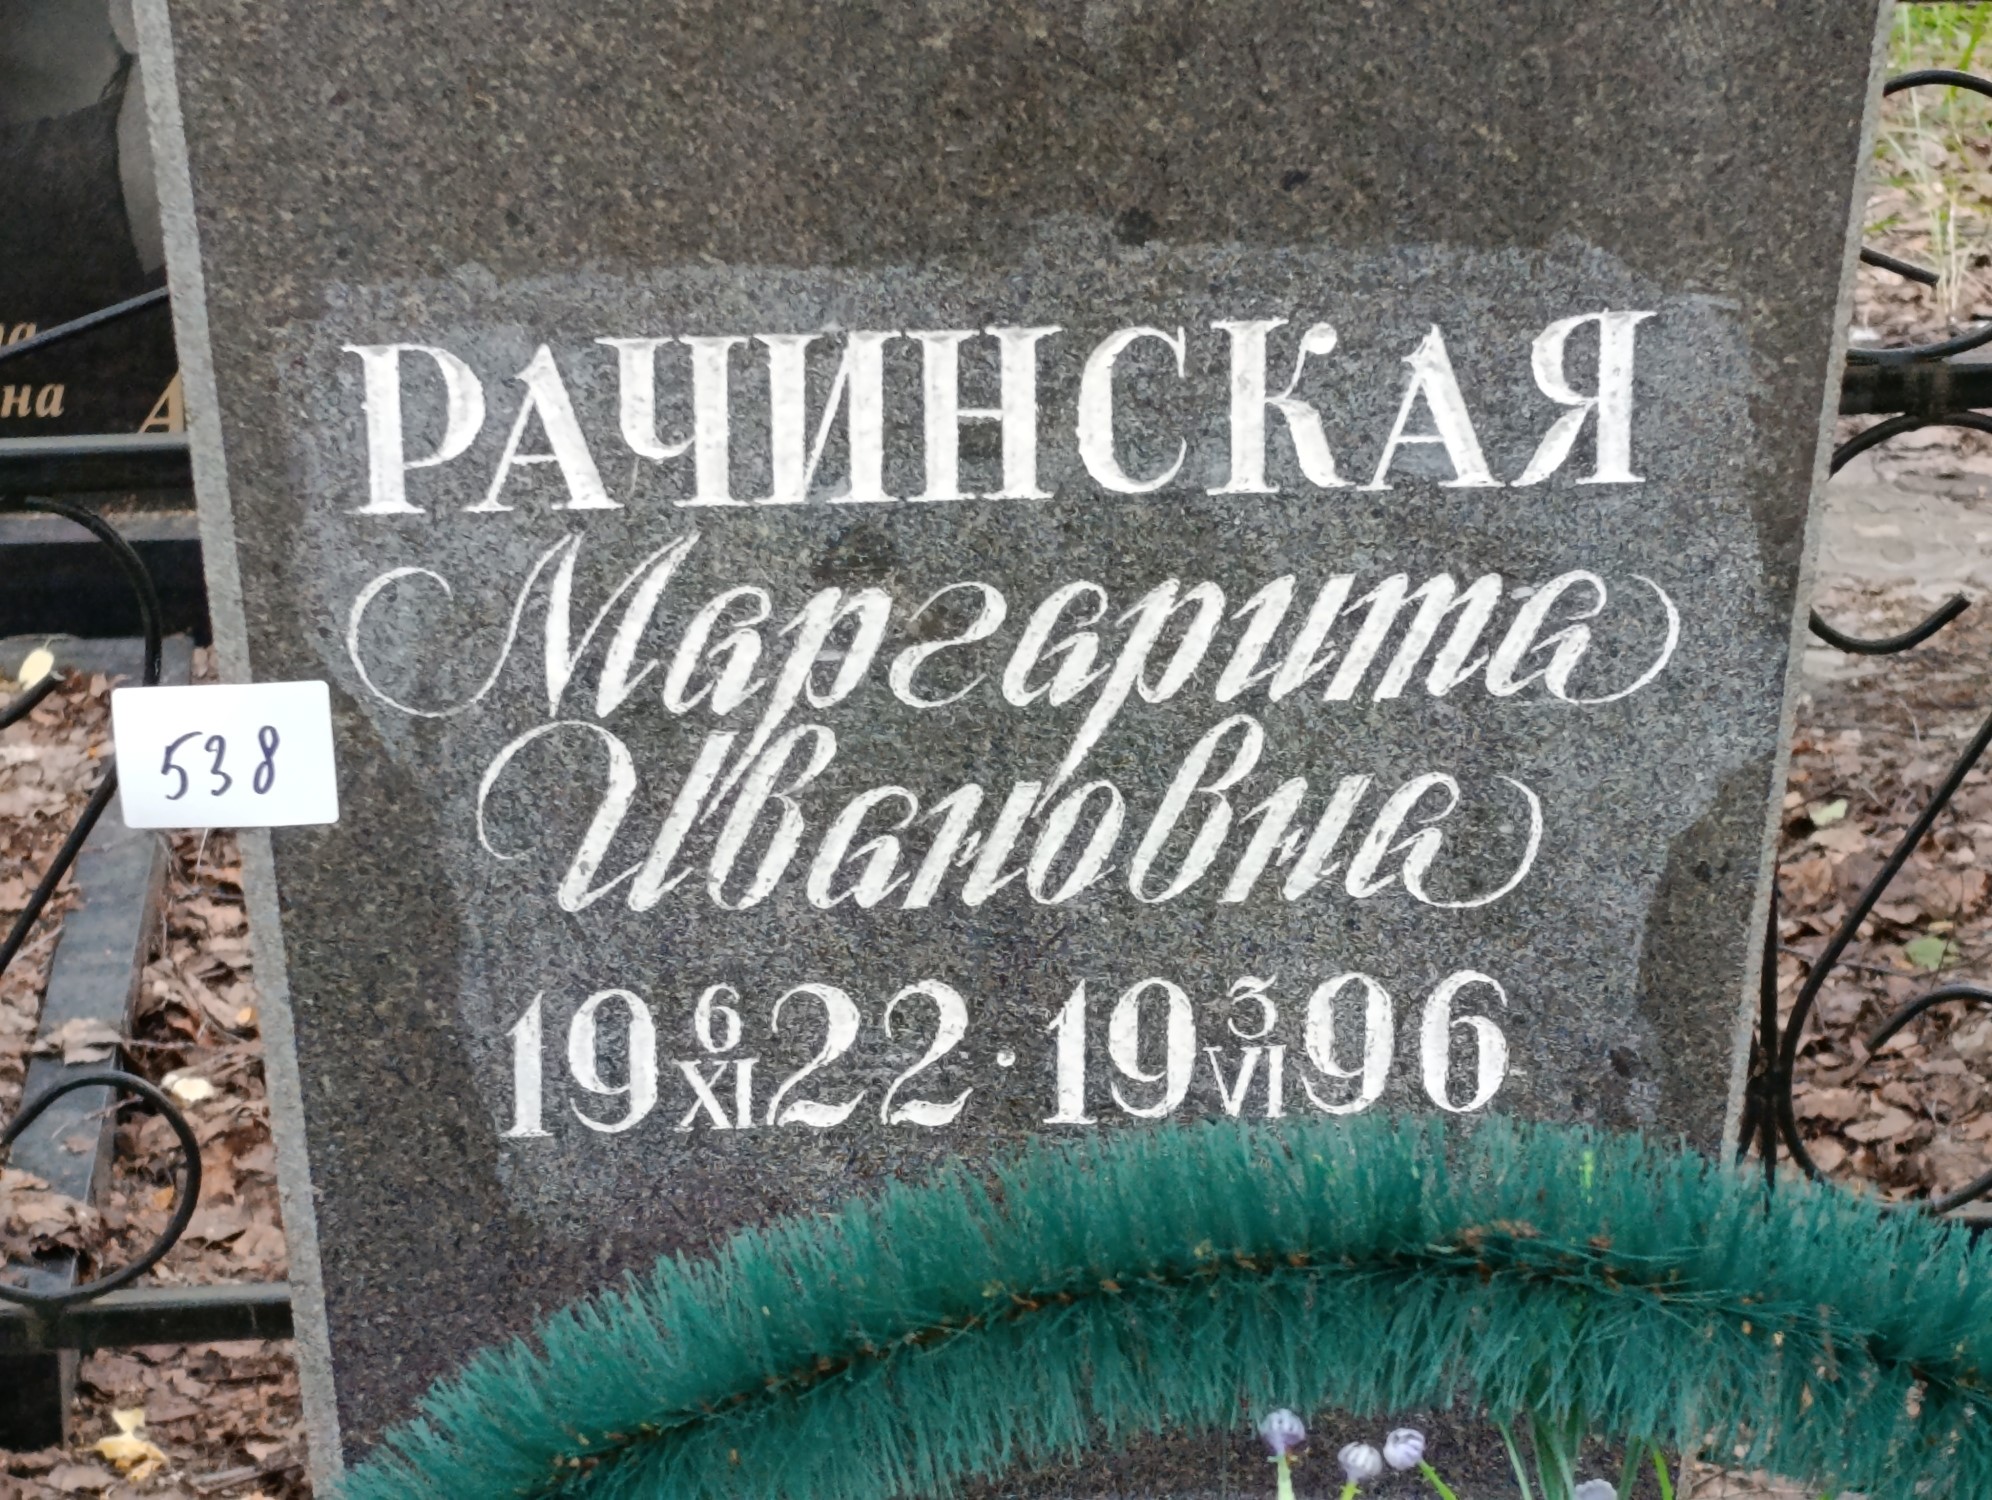 РАЧИНСКАЯ
Маргарита
Ивановна
19 6/XI 22 · 19 3/VI 96
538